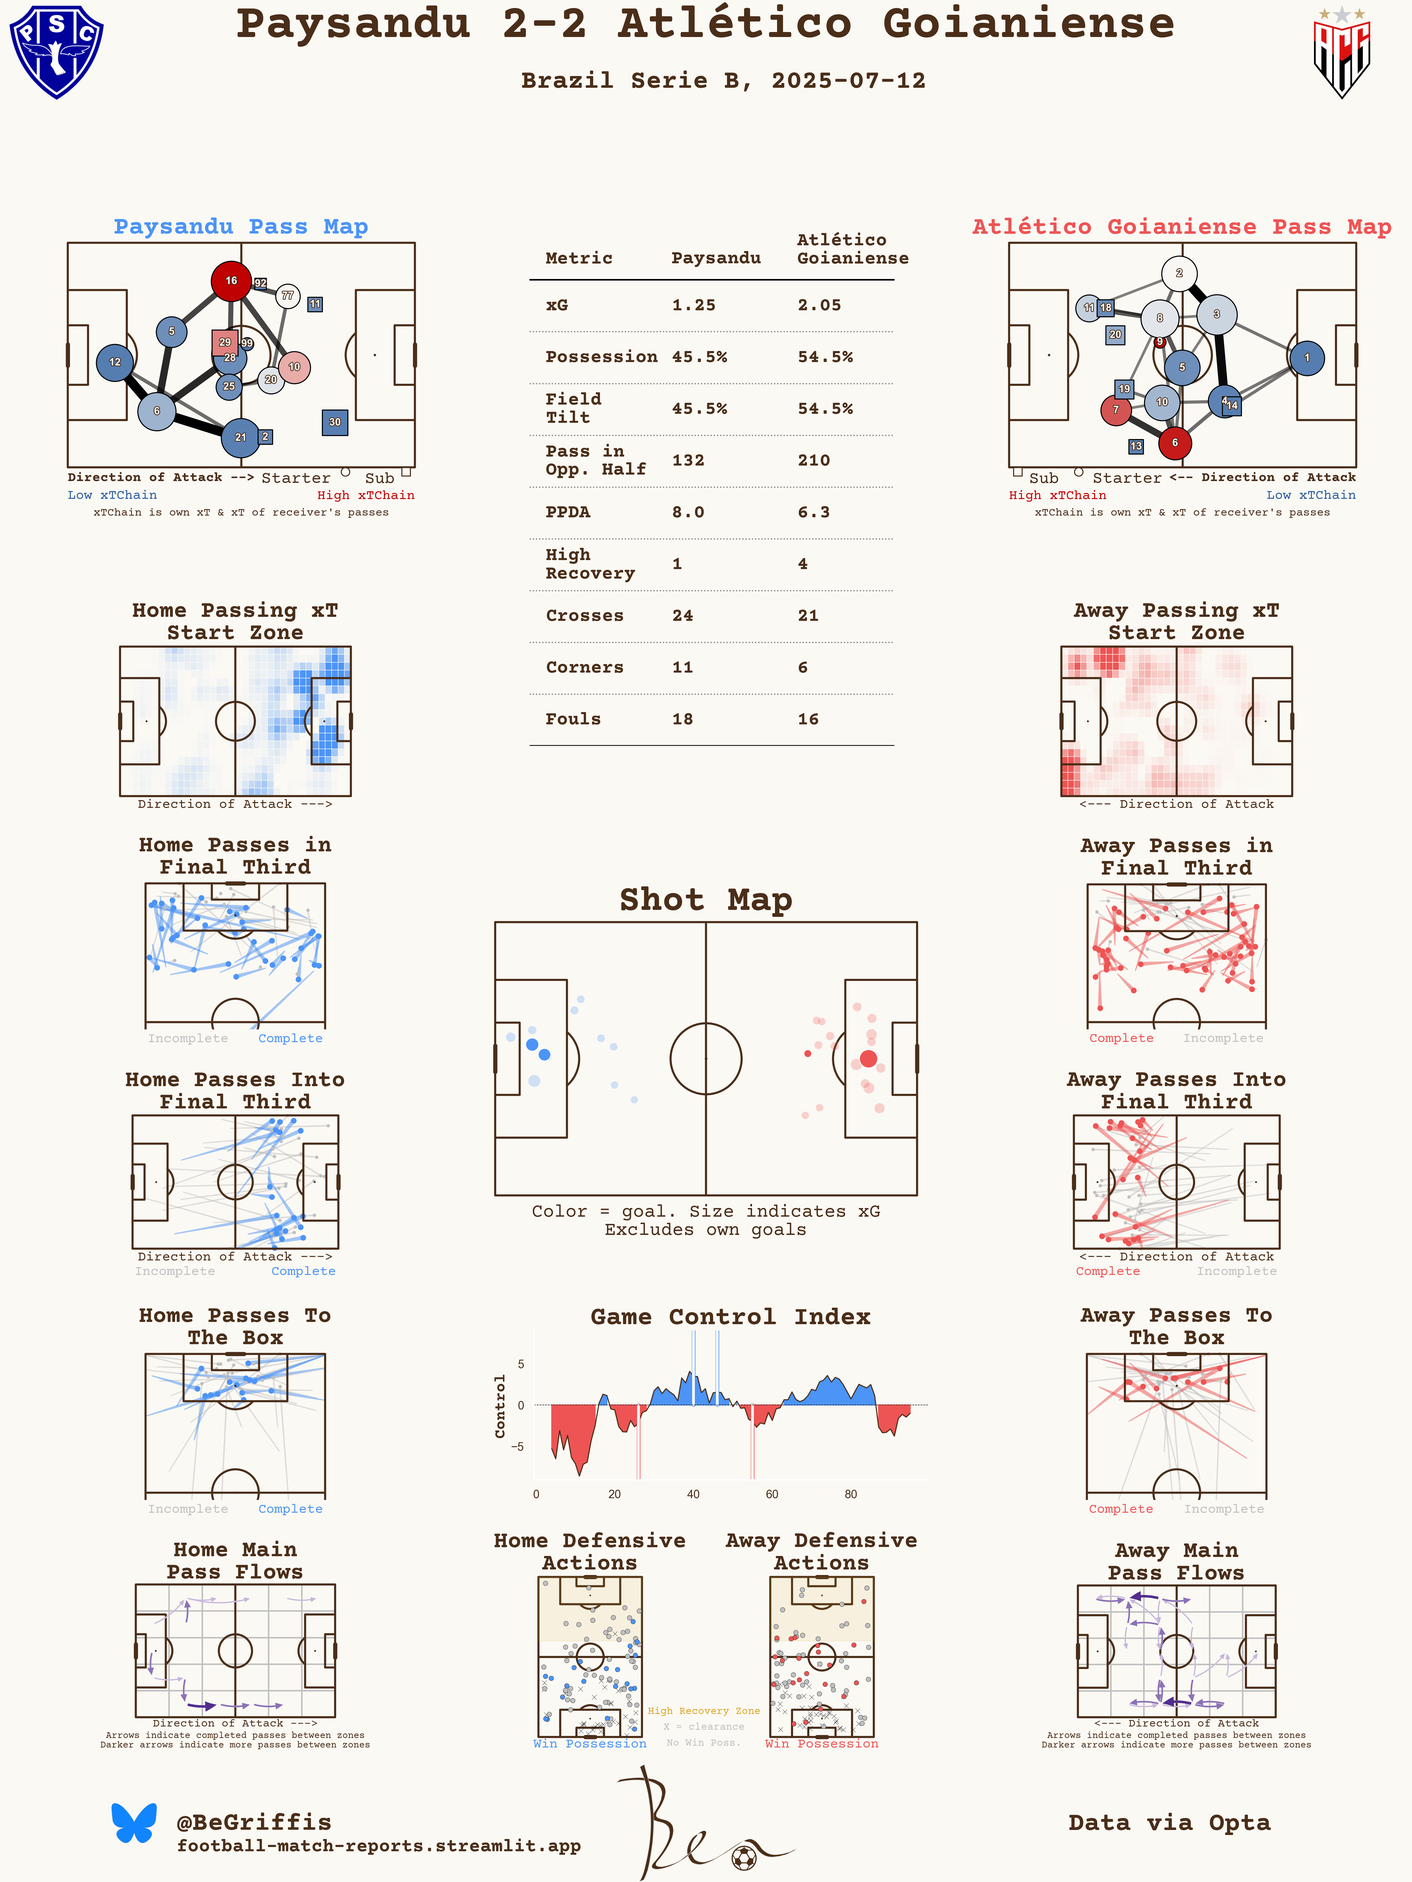 Paysandu 2-2 Atlético Goianiense
Brazil Serie B, 2025-07-12
PSC
ACG
Paysandu Pass Map
16
92
77
11
5
29
99
12
28
10
25
20
6
30
21
2
Direction of Attack --> Starter Sub
Low xTChain High xTChain
xTChain is own xT & xT of receiver's passes
Metric Paysandu Atlético
Goianiense
xG 1.25 2.05
Possession 45.5% 54.5%
Field
Tilt 45.5% 54.5%
Pass in
Opp. Half 132 210
PPDA 8.0 6.3
High
Recovery 1 4
Crosses 24 21
Corners 11 6
Fouls 18 16
Atlético Goianiense Pass Map
2
11
18
8
3
20
9
1
5
19
10
4
14
7
6
13
Sub Starter <-- Direction of Attack
High xTChain Low xTChain
xTChain is own xT & xT of receiver's passes
Home Passing xT
Start Zone
Direction of Attack --->
Away Passing xT
Start Zone
<--- Direction of Attack
Home Passes in
Final Third
Incomplete Complete
Away Passes in
Final Third
Complete Incomplete
Shot Map
Color = goal. Size indicates xG
Excludes own goals
Home Passes Into
Final Third
Direction of Attack --->
Incomplete Complete
Away Passes Into
Final Third
<--- Direction of Attack
Complete Incomplete
Home Passes To
The Box
Incomplete Complete
Game Control Index
Control
5
0
−5
0 20 40 60 80
Away Passes To
The Box
Complete Incomplete
Home Main
Pass Flows
Direction of Attack --->
Arrows indicate completed passes between zones
Darker arrows indicate more passes between zones
Home Defensive
Actions
Win Possession
Away Defensive
Actions
Win Possession
High Recovery Zone
X = clearance
No Win Poss.
Away Main
Pass Flows
<--- Direction of Attack
Arrows indicate completed passes between zones
Darker arrows indicate more passes between zones
@BeGriffis
football-match-reports.streamlit.app
Ben
Data via Opta